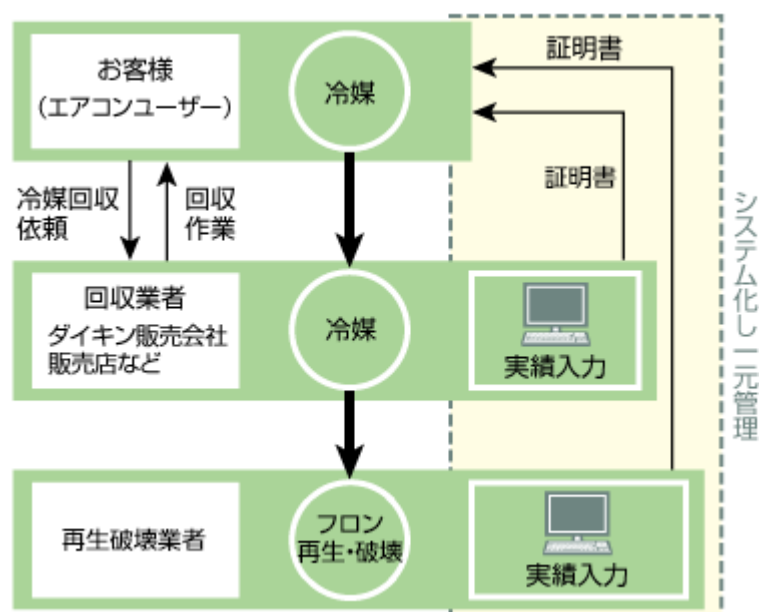 お客様
（エアコンユーザー）
冷媒
証明書
証明書
冷媒回収
依頼
回収
作業
回収業者
ダイキン販売会社
販売店など
冷媒
実績入力
再生破壊業者
フロン
再生・破壊
実績入力
システム化し一元管理